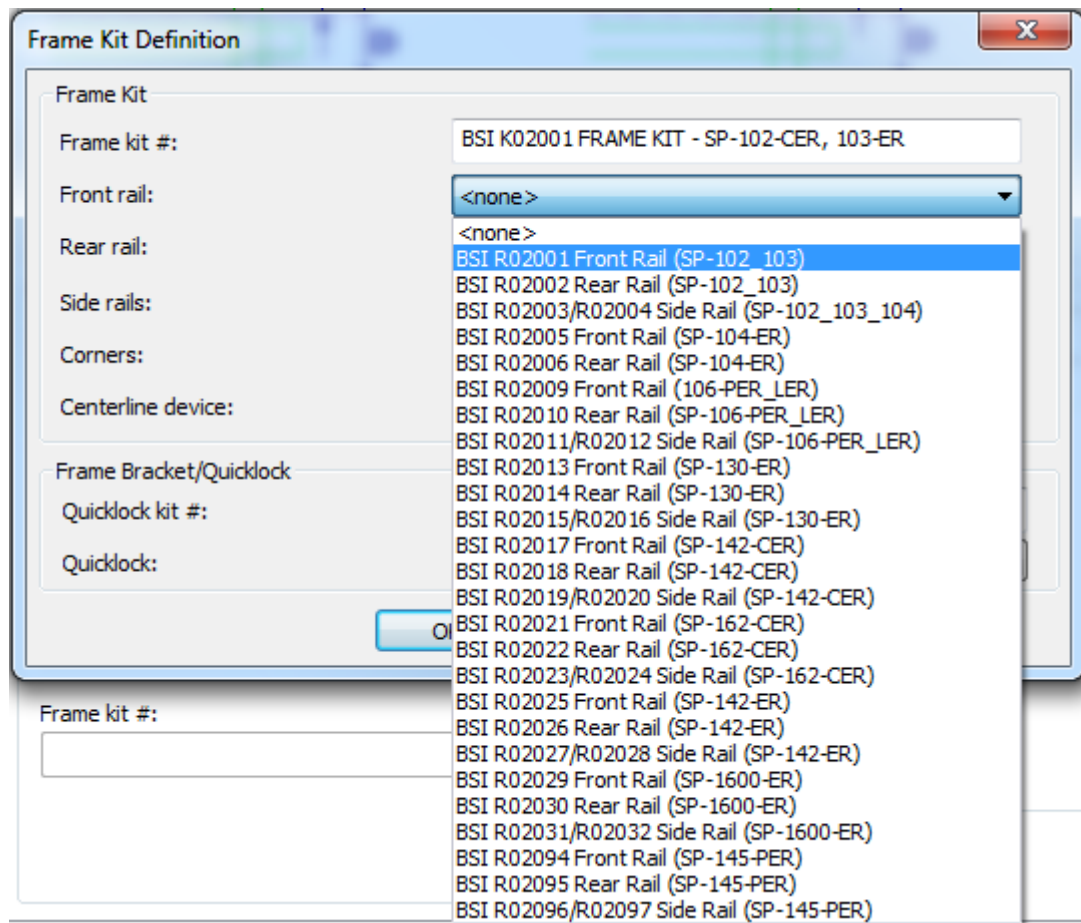 Frame Kit Definition
Frame Kit
Frame kit #:
BSI K02001 FRAME KIT - SP-102-CER, 103-ER
Front rail:
<none>
Rear rail:
Side rails:
Corners:
Centerline device:
<none>
BSI R02001 Front Rail (SP-102_103)
BSI R02002 Rear Rail (SP-102_103)
BSI R02003/R02004 Side Rail (SP-102_103_104)
BSI R02005 Front Rail (SP-104-ER)
BSI R02006 Rear Rail (SP-104-ER)
BSI R02009 Front Rail (106-PER_LER)
BSI R02010 Rear Rail (SP-106-PER_LER)
BSI R02011/R02012 Side Rail (SP-106-PER_LER)
BSI R02013 Front Rail (SP-130-ER)
BSI R02014 Rear Rail (SP-130-ER)
BSI R02015/R02016 Side Rail (SP-130-ER)
BSI R02017 Front Rail (SP-142-CER)
BSI R02018 Rear Rail (SP-142-CER)
BSI R02019/R02020 Side Rail (SP-142-CER)
BSI R02021 Front Rail (SP-162-CER)
BSI R02022 Rear Rail (SP-162-CER)
BSI R02023/R02024 Side Rail (SP-162-CER)
BSI R02025 Front Rail (SP-142-ER)
BSI R02026 Rear Rail (SP-142-ER)
BSI R02027/R02028 Side Rail (SP-142-ER)
BSI R02029 Front Rail (SP-1600-ER)
BSI R02030 Rear Rail (SP-1600-ER)
BSI R02031/R02032 Side Rail (SP-1600-ER)
BSI R02094 Front Rail (SP-145-PER)
BSI R02095 Rear Rail (SP-145-PER)
BSI R02096/R02097 Side Rail (SP-145-PER)
Frame Bracket/Quicklock
Quicklock kit #:
Quicklock:
Frame kit #: